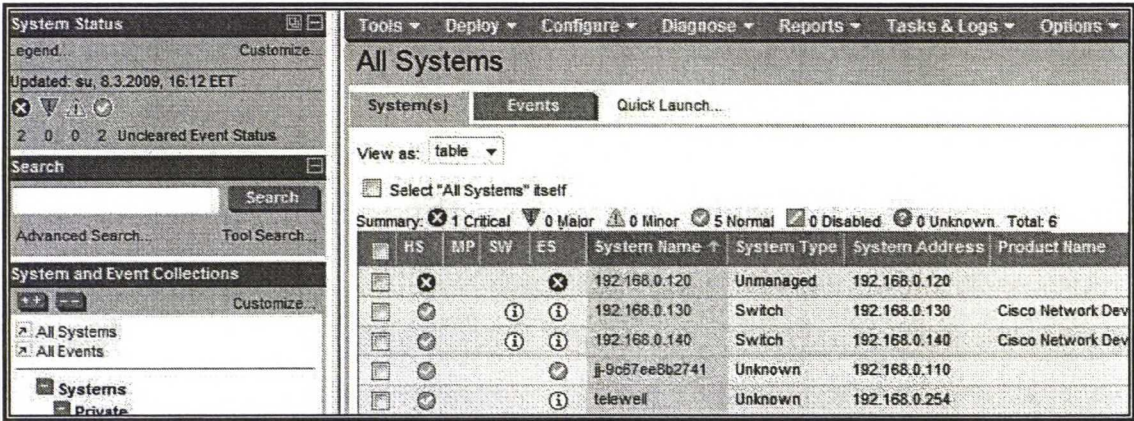 System Status
Legend... Customize...
Updated: su, 8.3.2009, 16:12 EET
2 0 0 2 Uncleared Event Status
Search
Search
Advanced Search... Tool Search...
System and Event Collections
Customize...
All Systems
All Events
Systems
Private
Tools Deploy Configure Diagnose Reports Tasks & Logs Options
All Systems
System(s) Events Quick Launch...
View as: table
Select "All Systems" itself
Summary: 1 Critical 0 Major 0 Minor 5 Normal 0 Disabled 0 Unknown Total: 6
HS MP SW ES System Name ↑ System Type System Address Product Name
192.168.0.120 Unmanaged 192.168.0.120
192.168.0.130 Switch 192.168.0.130 Cisco Network Dev
192.168.0.140 Switch 192.168.0.140 Cisco Network Dev
jj-9c67ee8b2741 Unknown 192.168.0.110
telewell Unknown 192.168.0.254